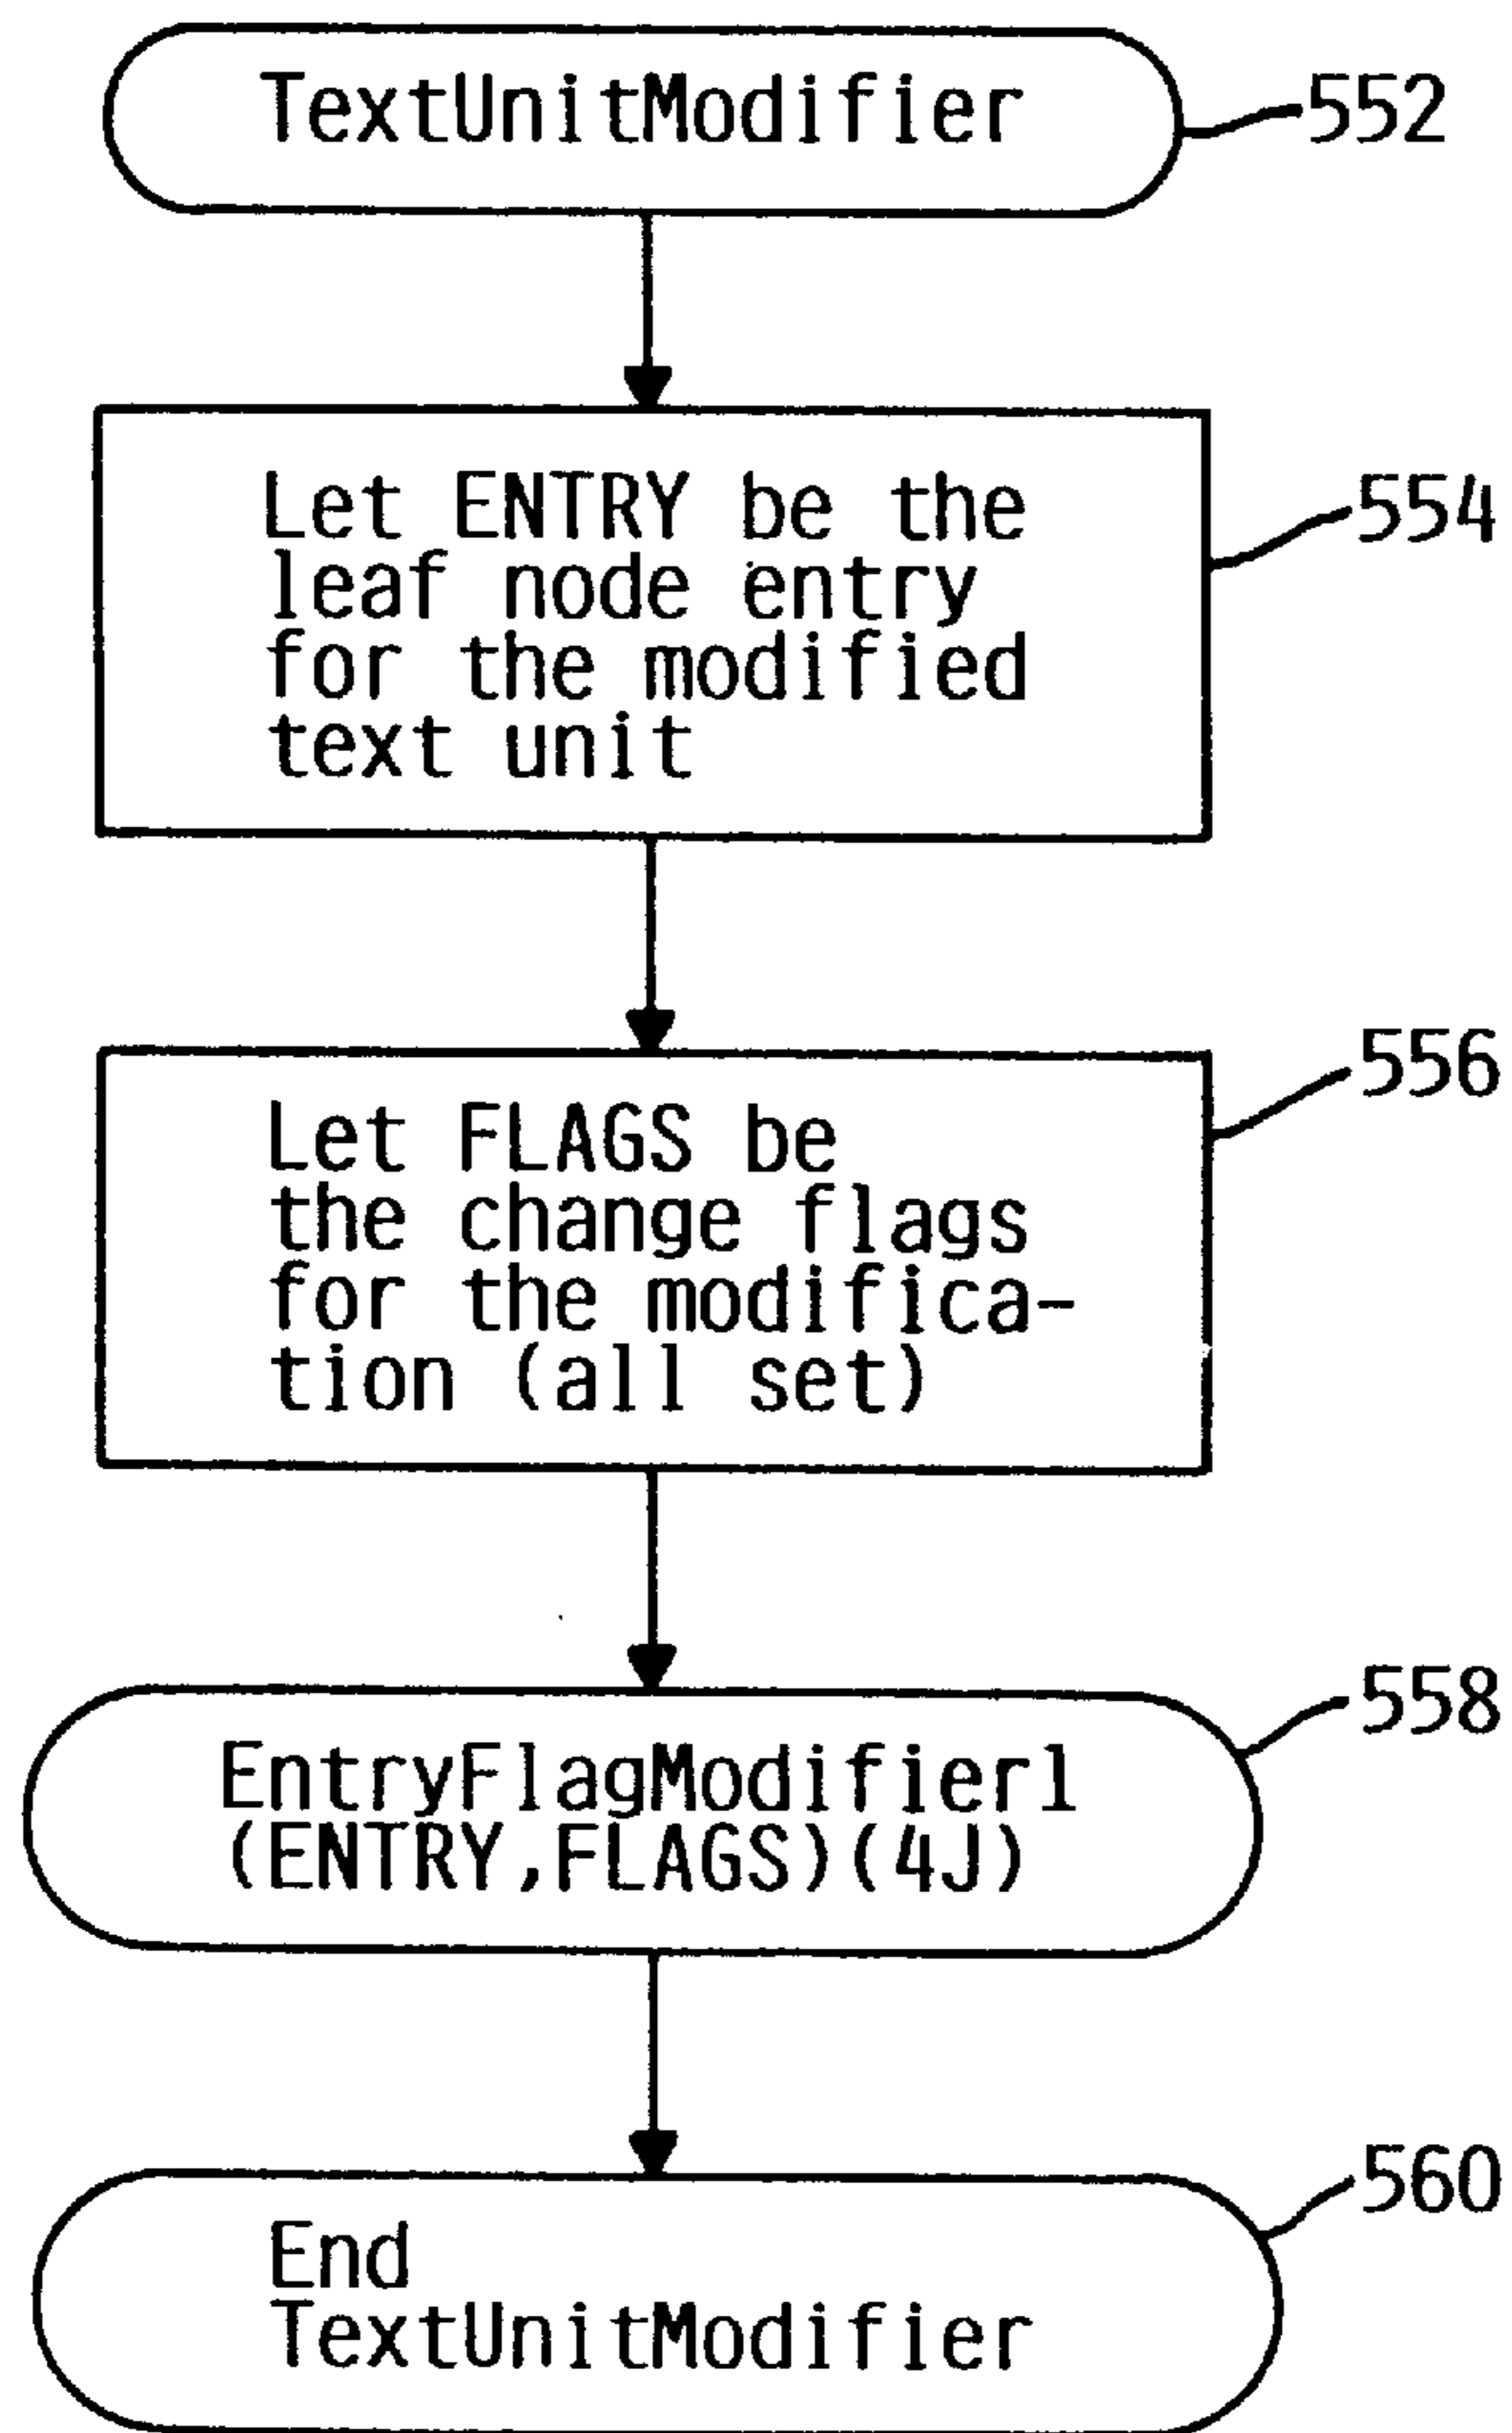 TextUnitModifier
552
Let ENTRY be the
leaf node entry
for the modified
text unit
554
Let FLAGS be
the change flags
for the modifica-
tion (all set)
556
EntryFlagModifier1
(ENTRY,FLAGS)(4J)
558
End
TextUnitModifier
560